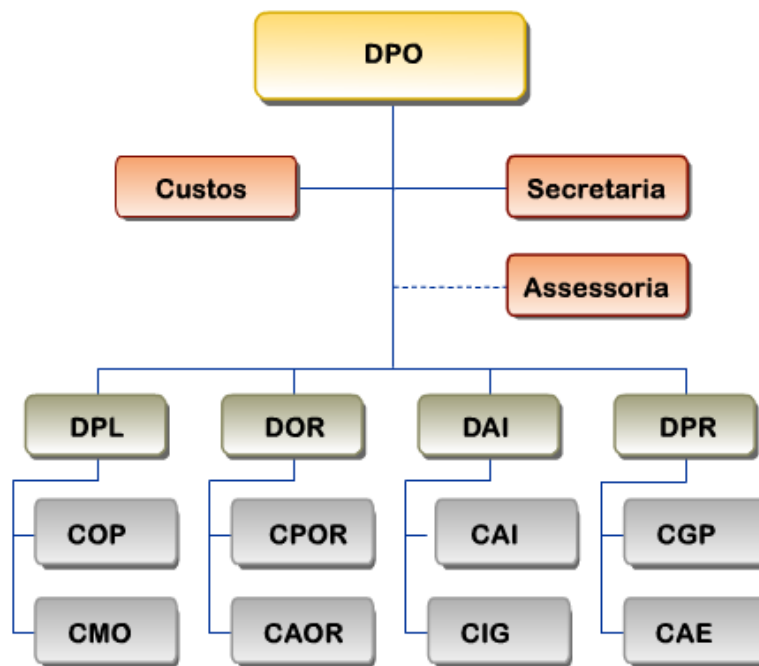 DPO
Custos
Secretaria
Assessoria
DPL
DOR
DAI
DPR
COP
CPOR
CAI
CGP
CMO
CAOR
CIG
CAE